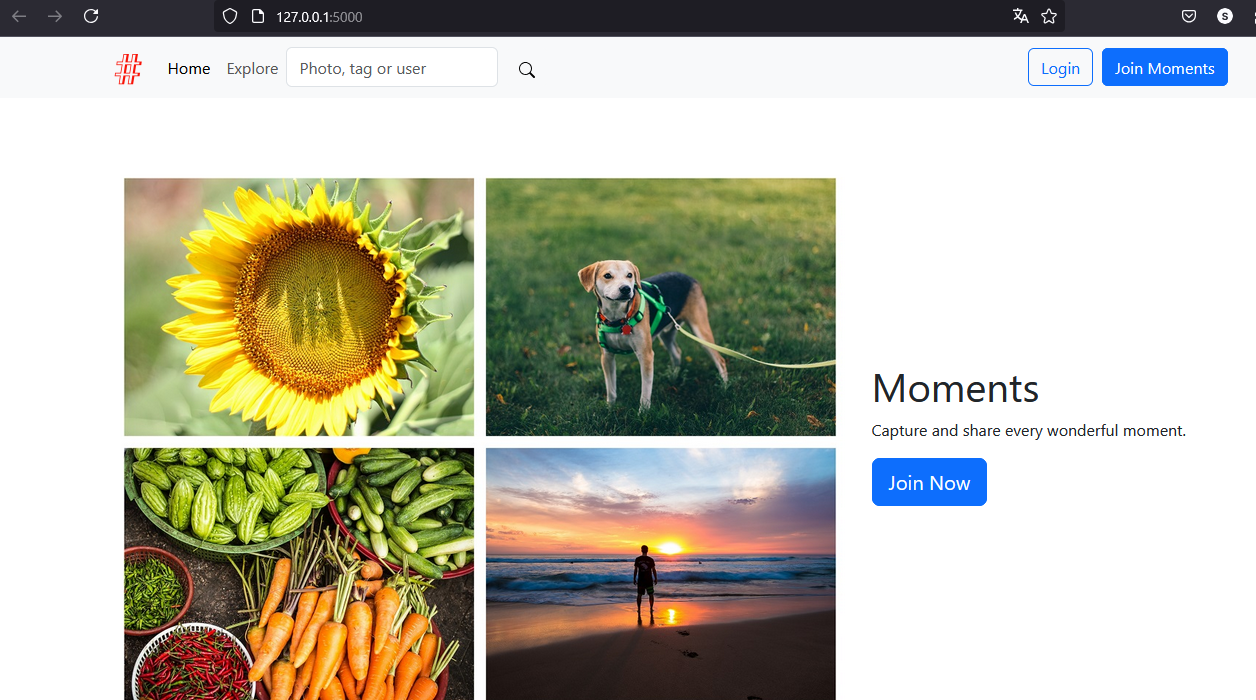 127.0.0.1:5000
S
Home Explore Photo, tag or user Login Join Moments
Moments
Capture and share every wonderful moment.
Join Now